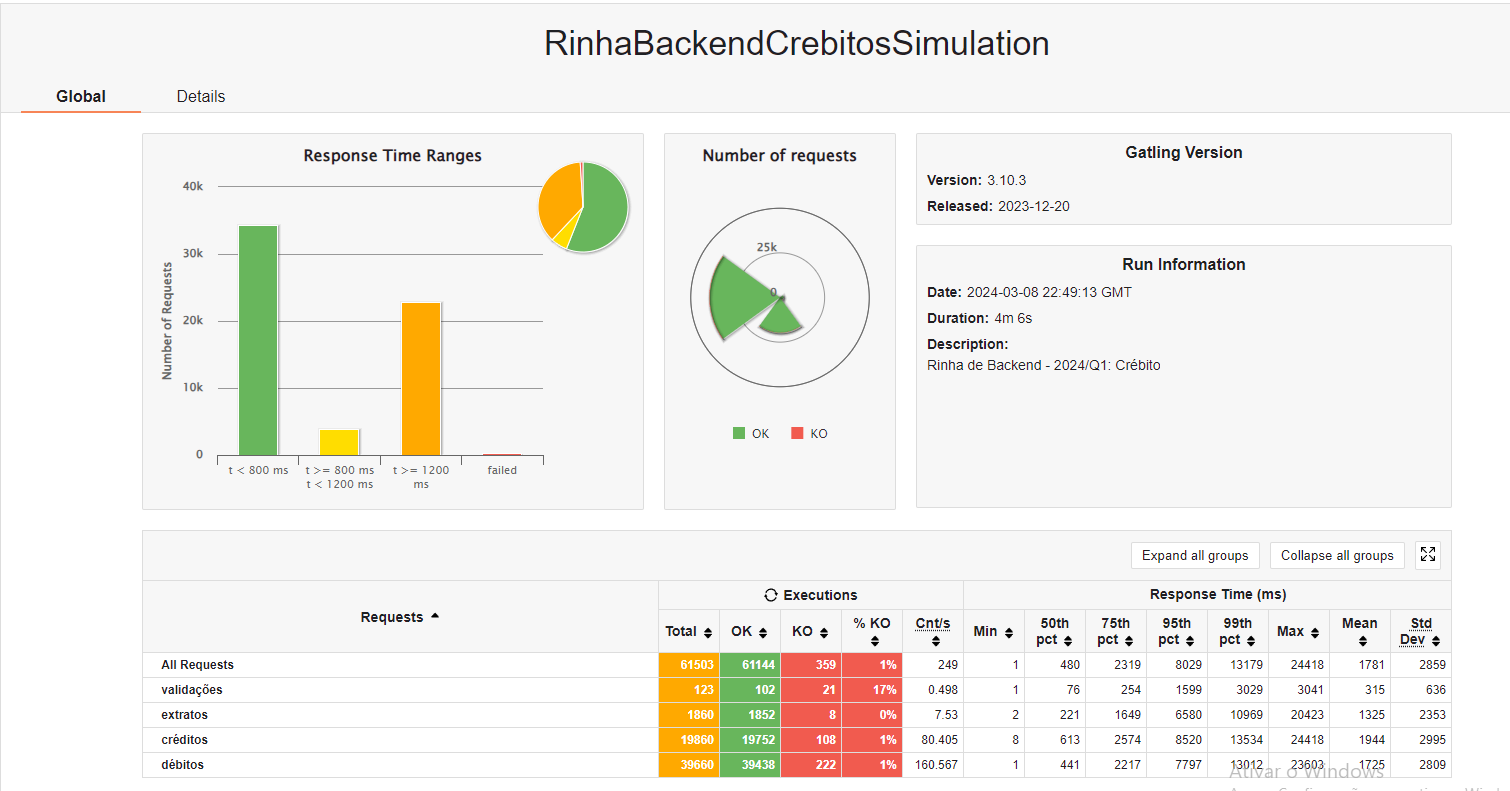 RinhaBackendCrebitosSimulation
Global Details
Response Time Ranges
40k
30k
20k
10k
0
Number of Requests
t < 800 ms
t >= 800 ms
t < 1200 ms
t >= 1200
ms
failed
Number of requests
25k
0
OK KO
Gatling Version
Version: 3.10.3
Released: 2023-12-20
Run Information
Date: 2024-03-08 22:49:13 GMT
Duration: 4m 6s
Description:
Rinha de Backend - 2024/Q1: Crébito
Expand all groups Collapse all groups
Requests Executions Response Time (ms)
Total OK KO % KO Cnt/s Min 50th pct 75th pct 95th pct 99th pct Max Mean Std Dev
All Requests 61503 61144 359 1% 249 1 480 2319 8029 13179 24418 1781 2859
validações 123 102 21 17% 0.498 1 76 254 1599 3029 3041 315 636
extratos 1860 1852 8 0% 7.53 2 221 1649 6580 10969 20423 1325 2353
créditos 19860 19752 108 1% 80.405 8 613 2574 8520 13534 24418 1944 2995
débitos 39660 39438 222 1% 160.567 1 441 2217 7797 13012 23603 1725 2809
Ativar o Windows